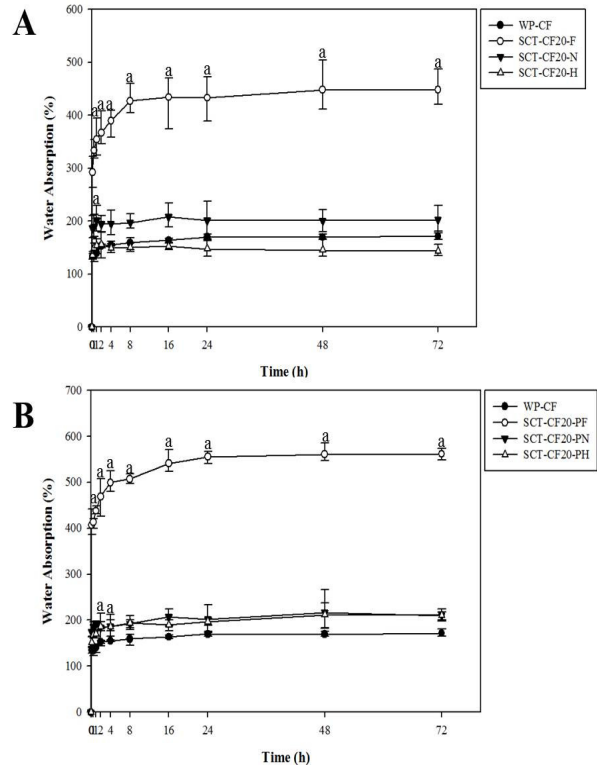 A
600
500
400
300
200
100
0
Water Absorption (%)
a a a a a a a a a
a
0 1 2 4 8 16 24 48 72
Time (h)
WP-CF
SCT-CF20-F
SCT-CF20-N
SCT-CF20-H
B
700
600
500
400
300
200
100
0
Water Absorption (%)
a a a a a a a a
a a
0 1 2 4 8 16 24 48 72
Time (h)
WP-CF
SCT-CF20-PF
SCT-CF20-PN
SCT-CF20-PH